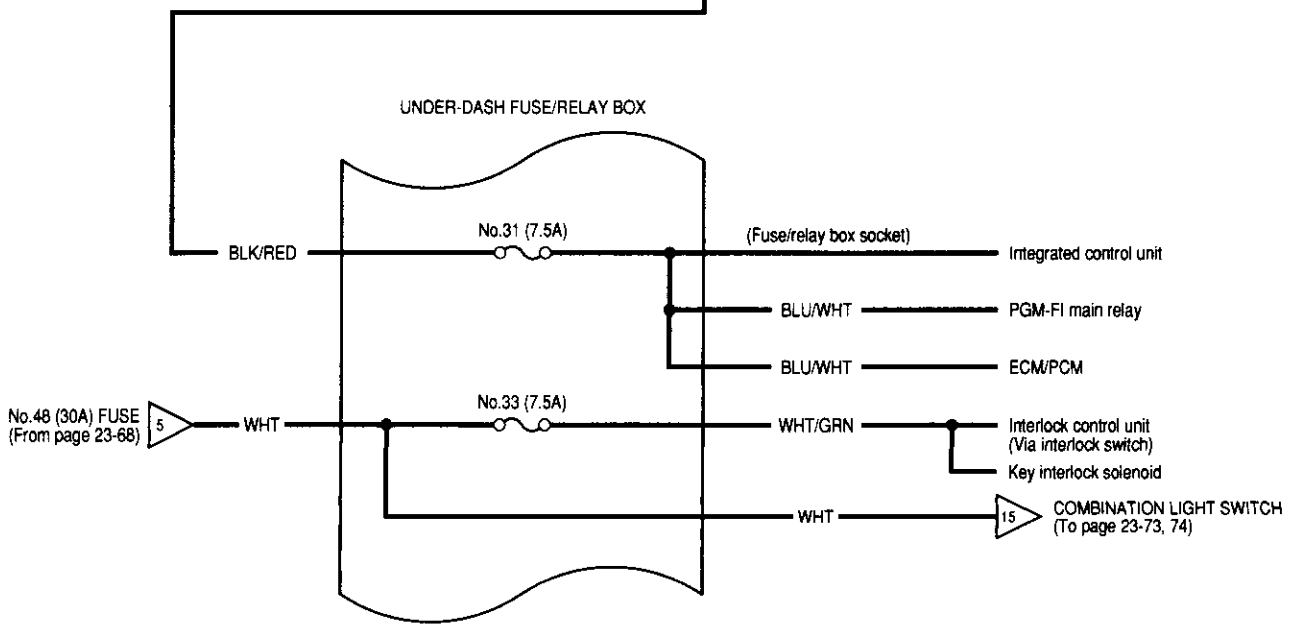 UNDER-DASH FUSE/RELAY BOX
No.31 (7.5A)
(Fuse/relay box socket)
BLK/RED
Integrated control unit
BLU/WHT
PGM-FI main relay
BLU/WHT
ECM/PCM
No.48 (30A) FUSE
(From page 23-68)
5
WHT
No.33 (7.5A)
WHT/GRN
Interlock control unit
(Via interlock switch)
Key interlock solenoid
WHT
15
COMBINATION LIGHT SWITCH
(To page 23-73, 74)